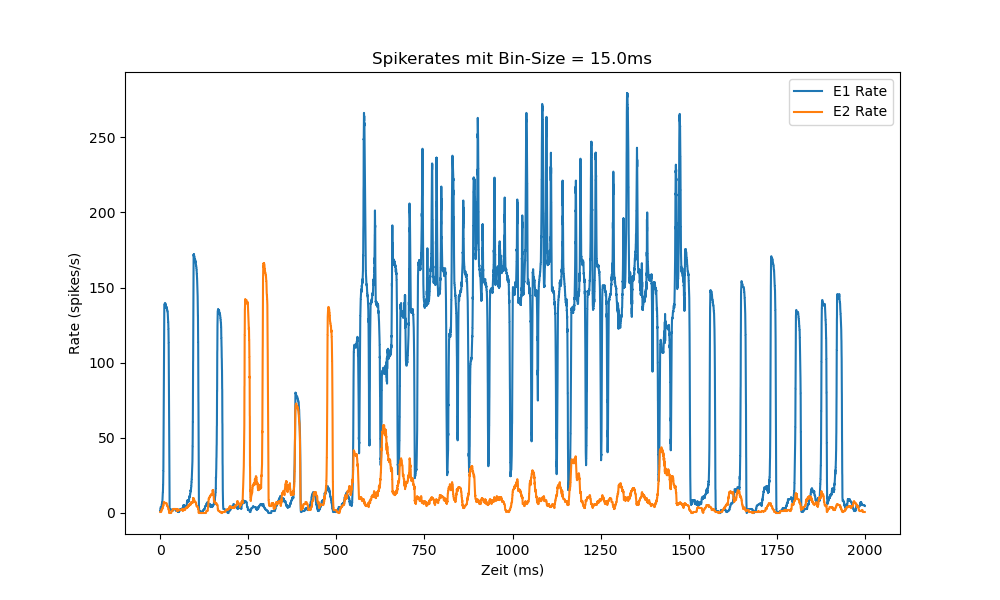 Spikerates mit Bin-Size = 15.0ms
E1 Rate
E2 Rate
Rate (spikes/s)
250
200
150
100
50
0
0 250 500 750 1000 1250 1500 1750 2000
Zeit (ms)